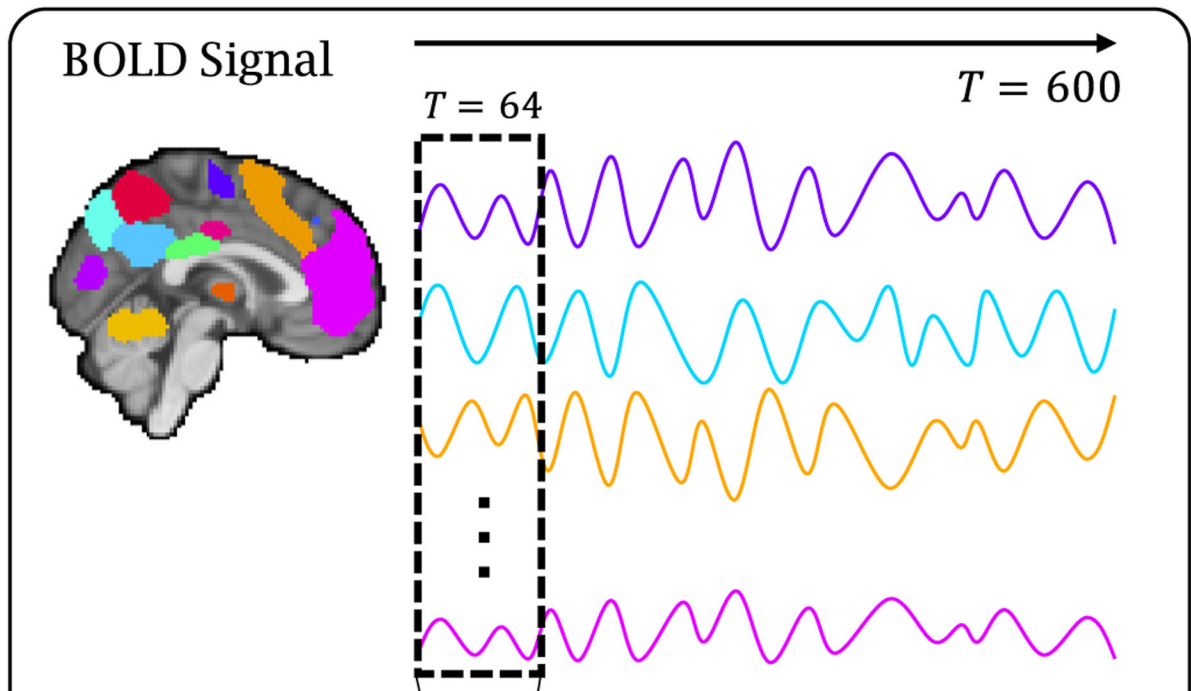 BOLD Signal
T = 600
T = 64